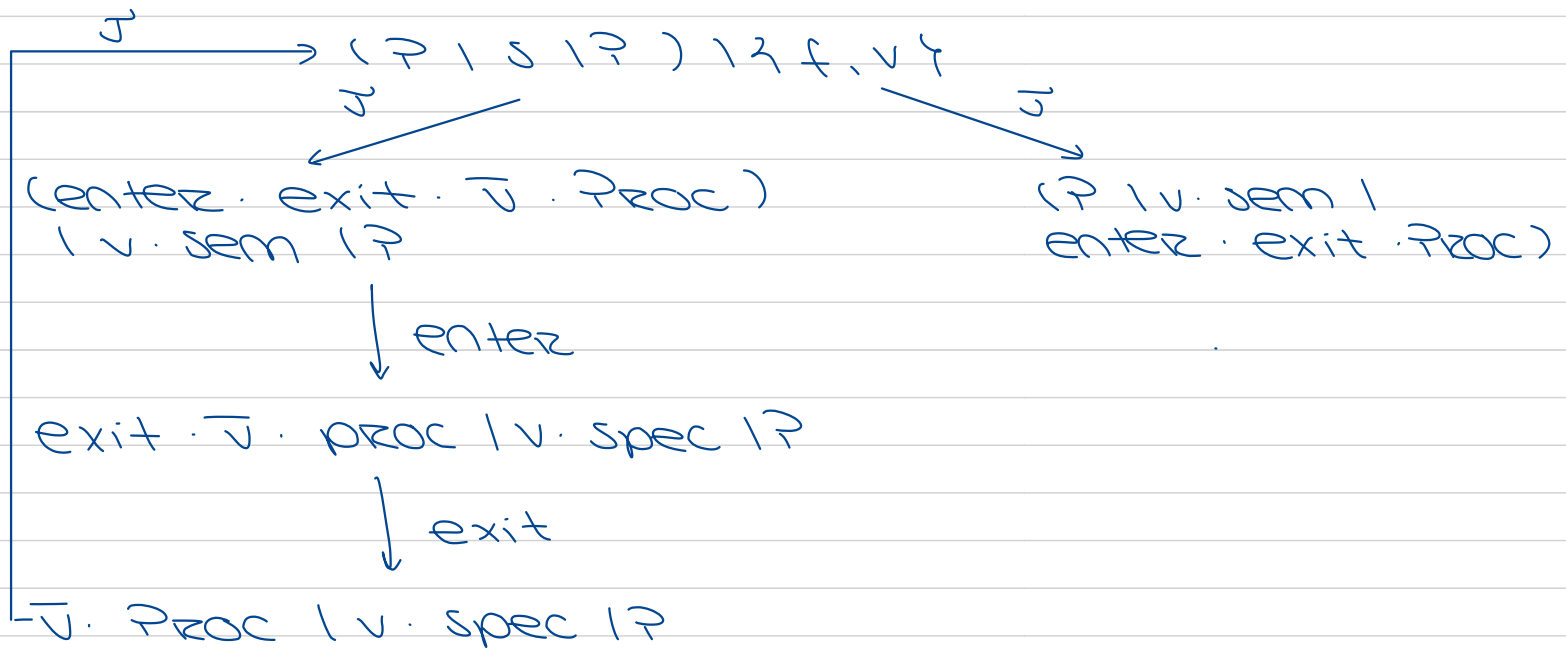 τ
(P | S | P) \ { f, v }
τ τ
(enter . exit . v̄ . Proc)
| v . sem | P
(P | v . sem |
enter . exit . Proc)
enter
exit . v̄ . proc | v . spec | P
exit
v̄ . Proc | v . spec | P